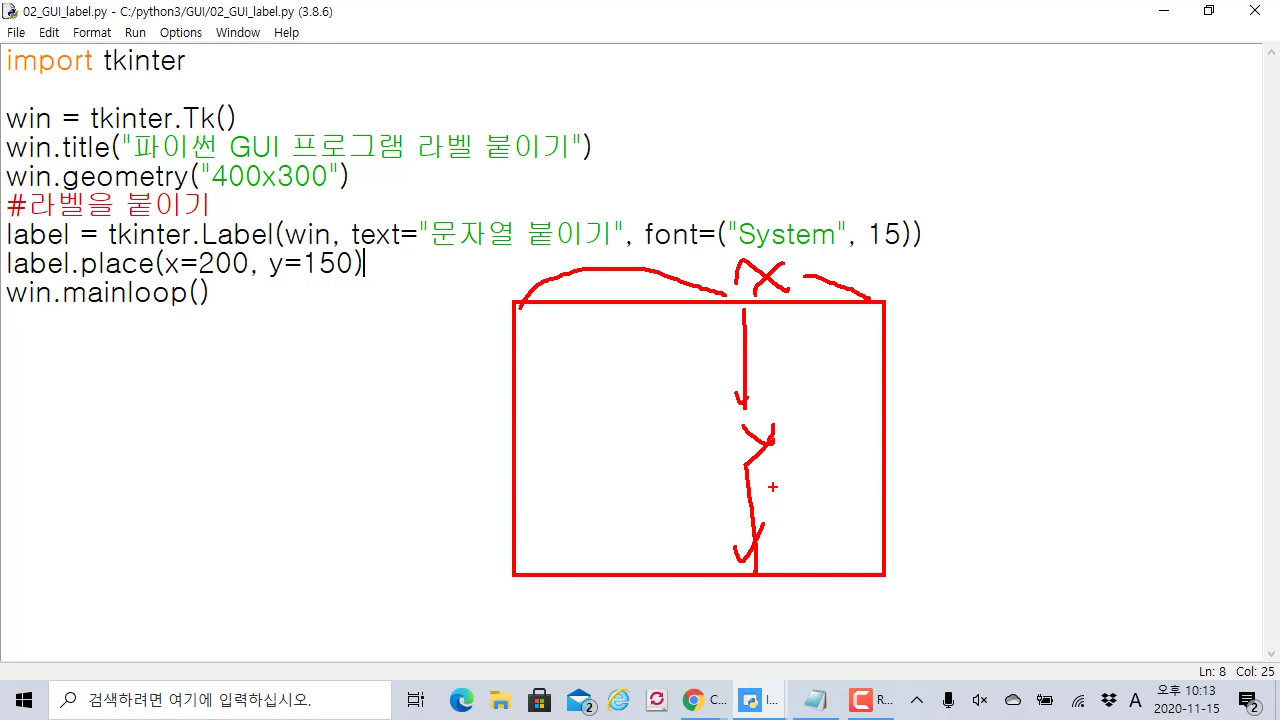 02_GUI_label.py - C:/python3/GUI/02_GUI_label.py (3.8.6)
File Edit Format Run Options Window Help
import tkinter
win = tkinter.Tk()
win.title("파이썬 GUI 프로그램 라벨 붙이기")
win.geometry("400x300")
#라벨을 붙이기
label = tkinter.Label(win, text="문자열 붙이기", font=("System", 15))
label.place(x=200, y=150)
win.mainloop()
x
y
Ln: 8 Col: 25
검색하려면 여기에 입력하십시오.
2
C...
I...
R...
A
오후 10:13
2020-11-15
2